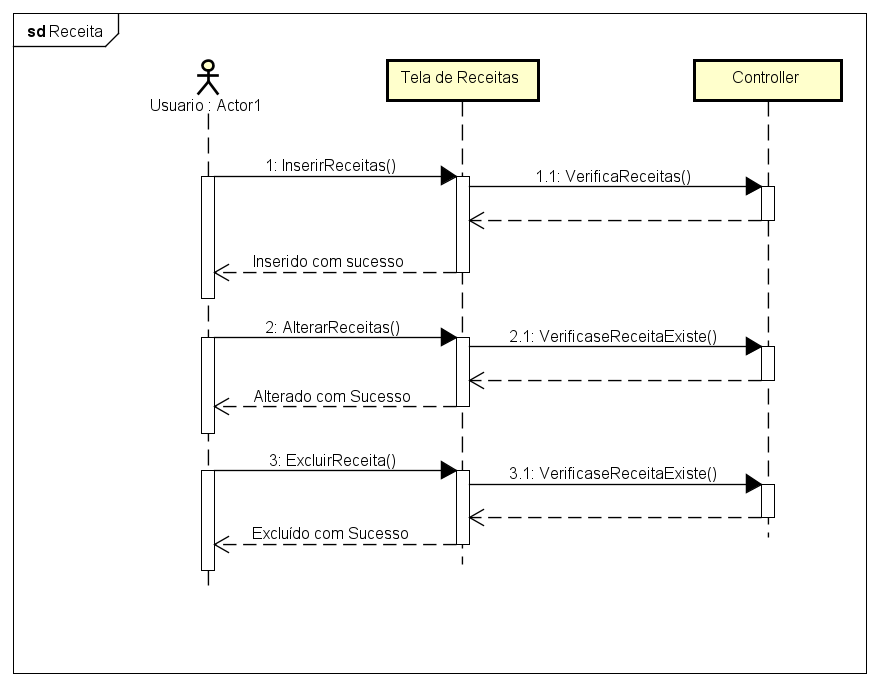 sd Receita
Usuario : Actor1
Tela de Receitas
Controller
1: InserirReceitas()
1.1: VerificaReceitas()
Inserido com sucesso
2: AlterarReceitas()
2.1: VerificaseReceitaExiste()
Alterado com Sucesso
3: ExcluirReceita()
3.1: VerificaseReceitaExiste()
Excluído com Sucesso